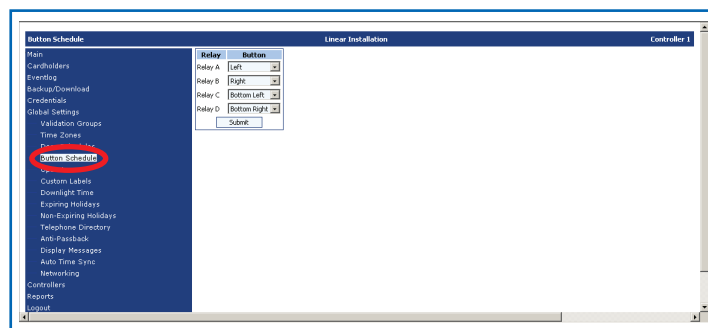 Button Schedule Linear Installation Controller 1
Main
Cardholders
Eventlog
Backup/Download
Credentials
Global Settings
Validation Groups
Time Zones
Button Schedule
Custom Labels
Downlight Time
Expiring Holidays
Non-Expiring Holidays
Telephone Directory
Anti-Passback
Display Messages
Auto Time Sync
Networking
Controllers
Reports
Logout
Relay Button
Relay A Left
Relay B Right
Relay C Bottom Left
Relay D Bottom Right
Submit